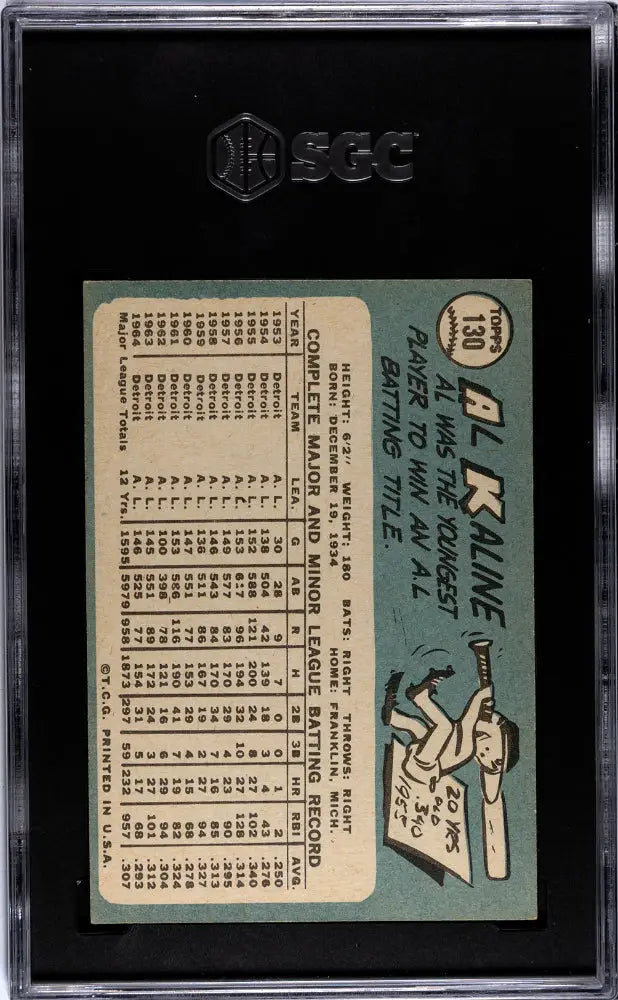 SGC
TOPPS
130
AL KALINE
AL WAS THE YOUNGEST
PLAYER TO WIN AN A.L.
BATTING TITLE.
20 YRS
OLD
.340
1955
HEIGHT: 6'2" WEIGHT: 180 BATS: RIGHT THROWS: RIGHT
BORN: DECEMBER 19, 1934 HOME: FRANKLIN, MICH.
COMPLETE MAJOR AND MINOR LEAGUE BATTING RECORD
YEAR TEAM LEA. G AB R H 2B 3B HR RBI AVG.
1953 Detroit A. L. 30 28 9 7 0 0 1 2 .250
1954 Detroit A. L. 138 504 42 139 18 3 4 43 .276
1955 Detroit A. L. 152 588 121 200 24 8 27 102 .340
1956 Detroit A. L. 153 617 96 194 32 10 27 128 .314
1957 Detroit A. L. 149 577 83 170 29 4 23 90 .295
1958 Detroit A. L. 146 543 84 170 34 7 16 85 .313
1959 Detroit A. L. 136 511 86 167 19 2 27 94 .327
1960 Detroit A. L. 147 551 77 153 29 4 15 68 .278
1961 Detroit A. L. 153 586 116 190 41 7 19 82 .324
1962 Detroit A. L. 100 398 78 121 16 6 29 94 .304
1963 Detroit A. L. 145 551 89 172 24 3 27 101 .312
1964 Detroit A. L. 146 525 77 154 31 5 17 68 .293
Major League Totals 12 Yrs. 1595 5979 958 1873 297 59 232 957 .307
©T.C.G. PRINTED IN U.S.A.